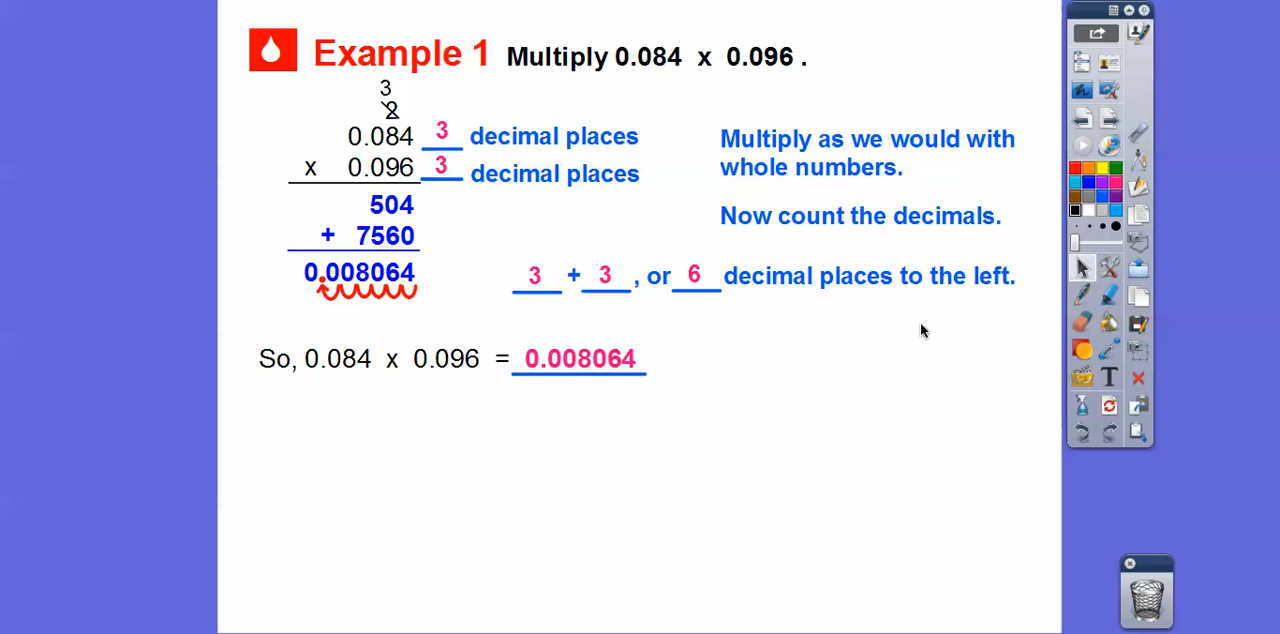 Example 1 Multiply 0.084 x 0.096 .
3
2
0.084 3 decimal places
x 0.096 3 decimal places
504
+ 7560
0.008064
Multiply as we would with
whole numbers.
Now count the decimals.
3 + 3 , or 6 decimal places to the left.
So, 0.084 x 0.096 = 0.008064